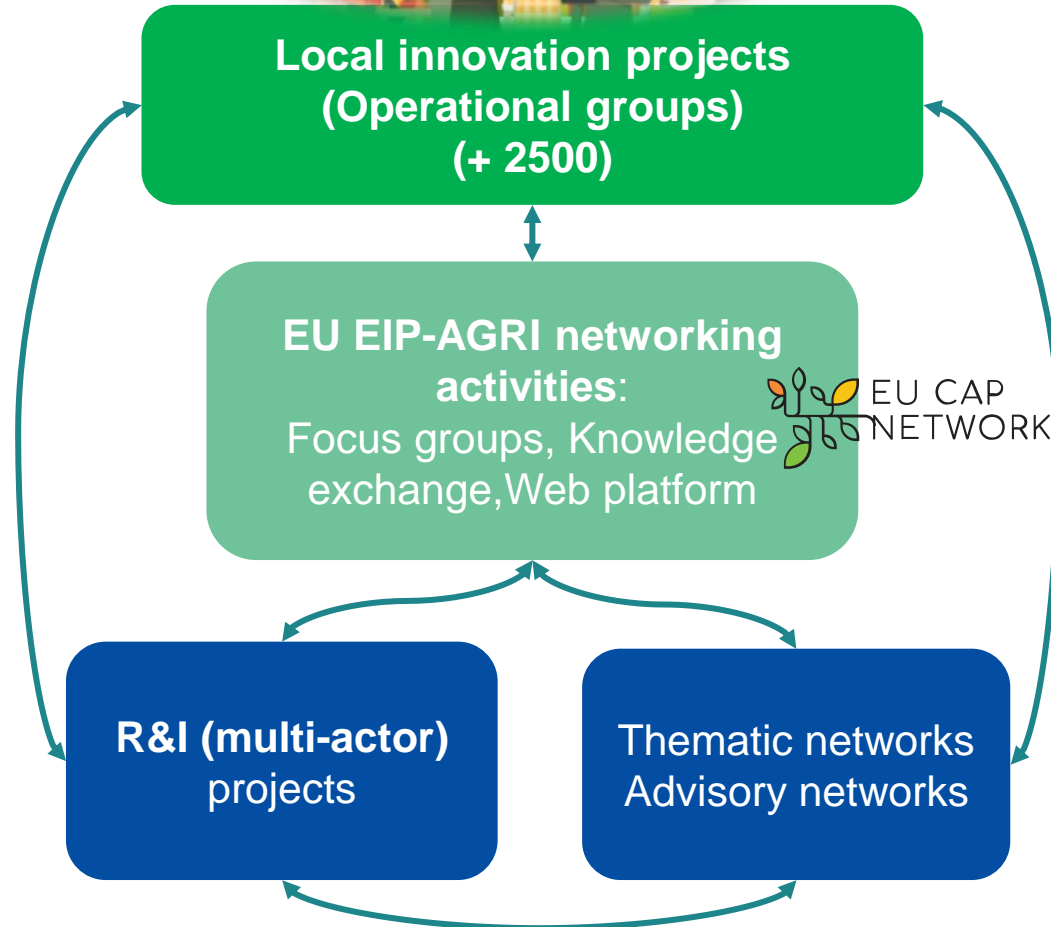 Local innovation projects
(Operational groups)
(+ 2500)
EU EIP-AGRI networking
activities:
Focus groups, Knowledge
exchange,Web platform
EU CAP
NETWORK
R&I (multi-actor)
projects
Thematic networks
Advisory networks